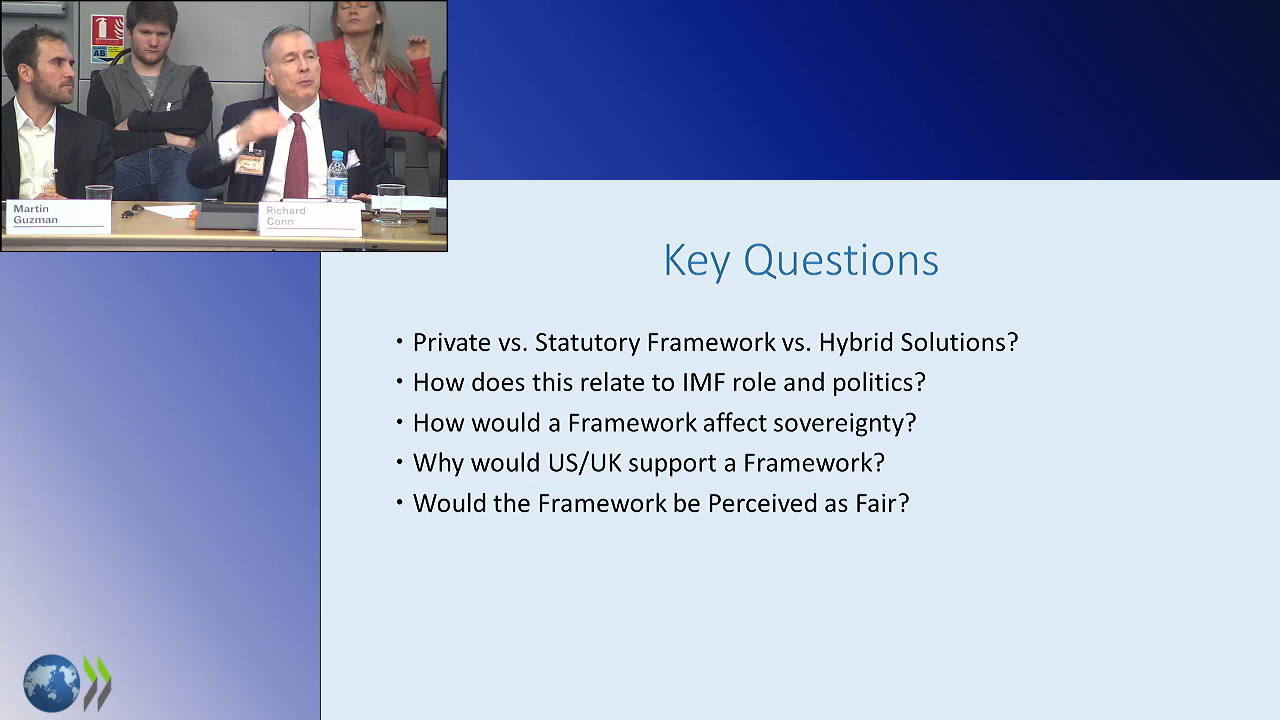 AB
Martin
Guzman
Richard
Conn
Key Questions
• Private vs. Statutory Framework vs. Hybrid Solutions?
• How does this relate to IMF role and politics?
• How would a Framework affect sovereignty?
• Why would US/UK support a Framework?
• Would the Framework be Perceived as Fair?